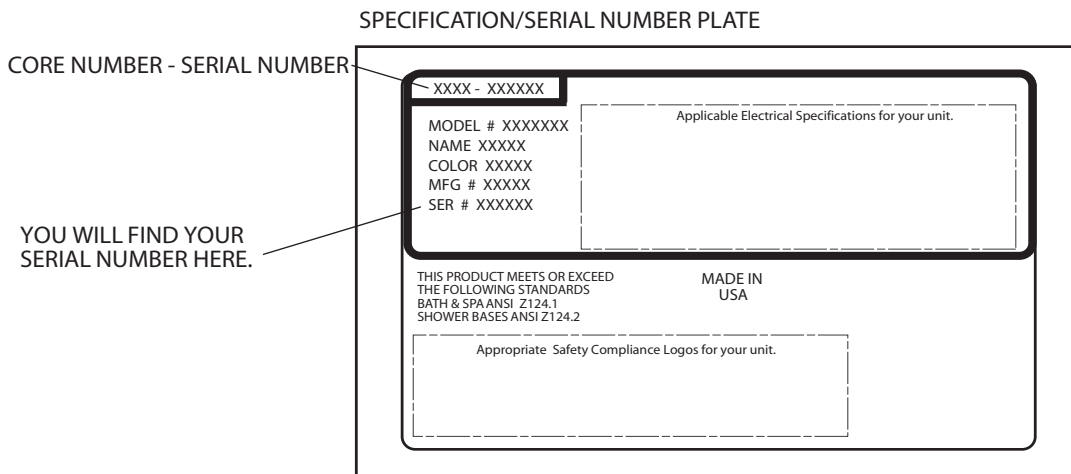 SPECIFICATION/SERIAL NUMBER PLATE
CORE NUMBER - SERIAL NUMBER
XXXX - XXXXXX
MODEL # XXXXXXX
NAME XXXXX
COLOR XXXXX
MFG # XXXXX
SER # XXXXXX
Applicable Electrical Specifications for your unit.
YOU WILL FIND YOUR
SERIAL NUMBER HERE.
THIS PRODUCT MEETS OR EXCEED
THE FOLLOWING STANDARDS
BATH & SPA ANSI Z124.1
SHOWER BASES ANSI Z124.2
MADE IN
USA
Appropriate Safety Compliance Logos for your unit.